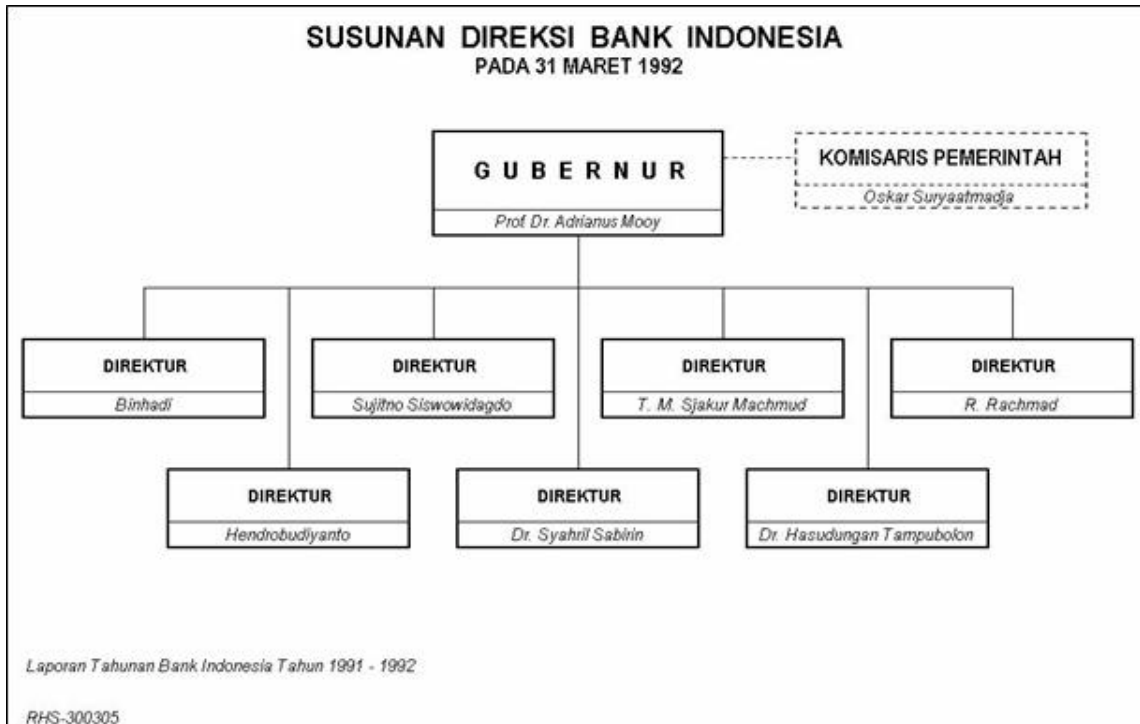 SUSUNAN DIREKSI BANK INDONESIA
PADA 31 MARET 1992
GUBERNUR
Prof. Dr. Adrianus Mooy
KOMISARIS PEMERINTAH
Oskar Suryaatmadja
DIREKTUR
Binhadi
DIREKTUR
Sujitno Siswowidagdo
DIREKTUR
T. M. Sjakur Machmud
DIREKTUR
R. Rachmad
DIREKTUR
Hendrobudiyanto
DIREKTUR
Dr. Syahril Sabirin
DIREKTUR
Dr. Hasudungan Tampubolon
Laporan Tahunan Bank Indonesia Tahun 1991 - 1992
RHS-300305